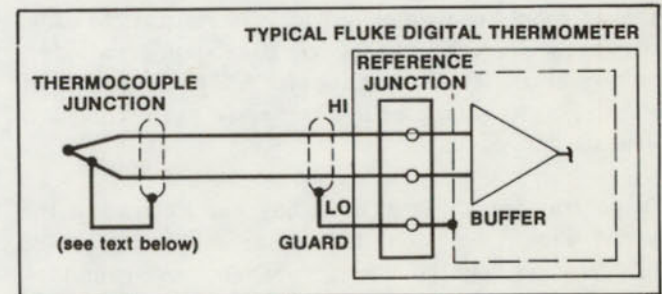 TYPICAL FLUKE DIGITAL THERMOMETER
REFERENCE
JUNCTION
THERMOCOUPLE
JUNCTION
HI
LO
GUARD
BUFFER
(see text below)